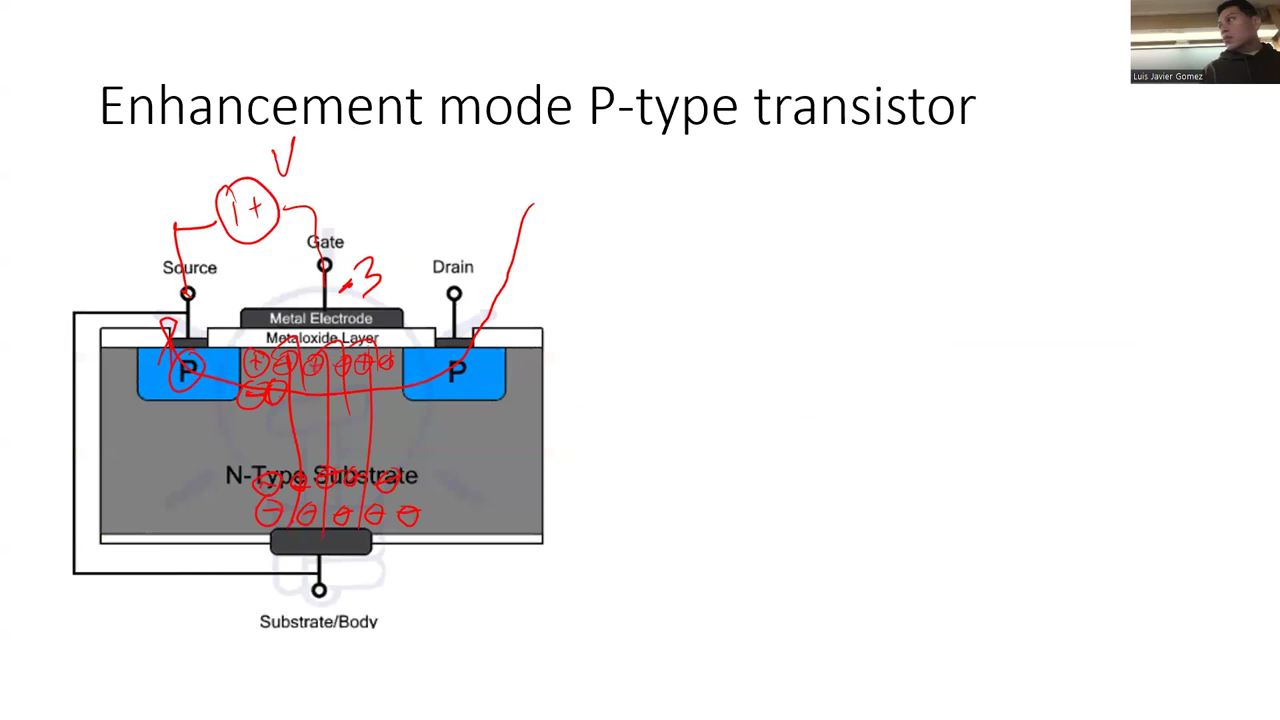 Luis Javier Gomez
Enhancement mode P-type transistor
V
+
Gate
Source
Drain
-.3
Metal Electrode
Metaloxide Layer
P
P
N-Type Substrate
Substrate/Body